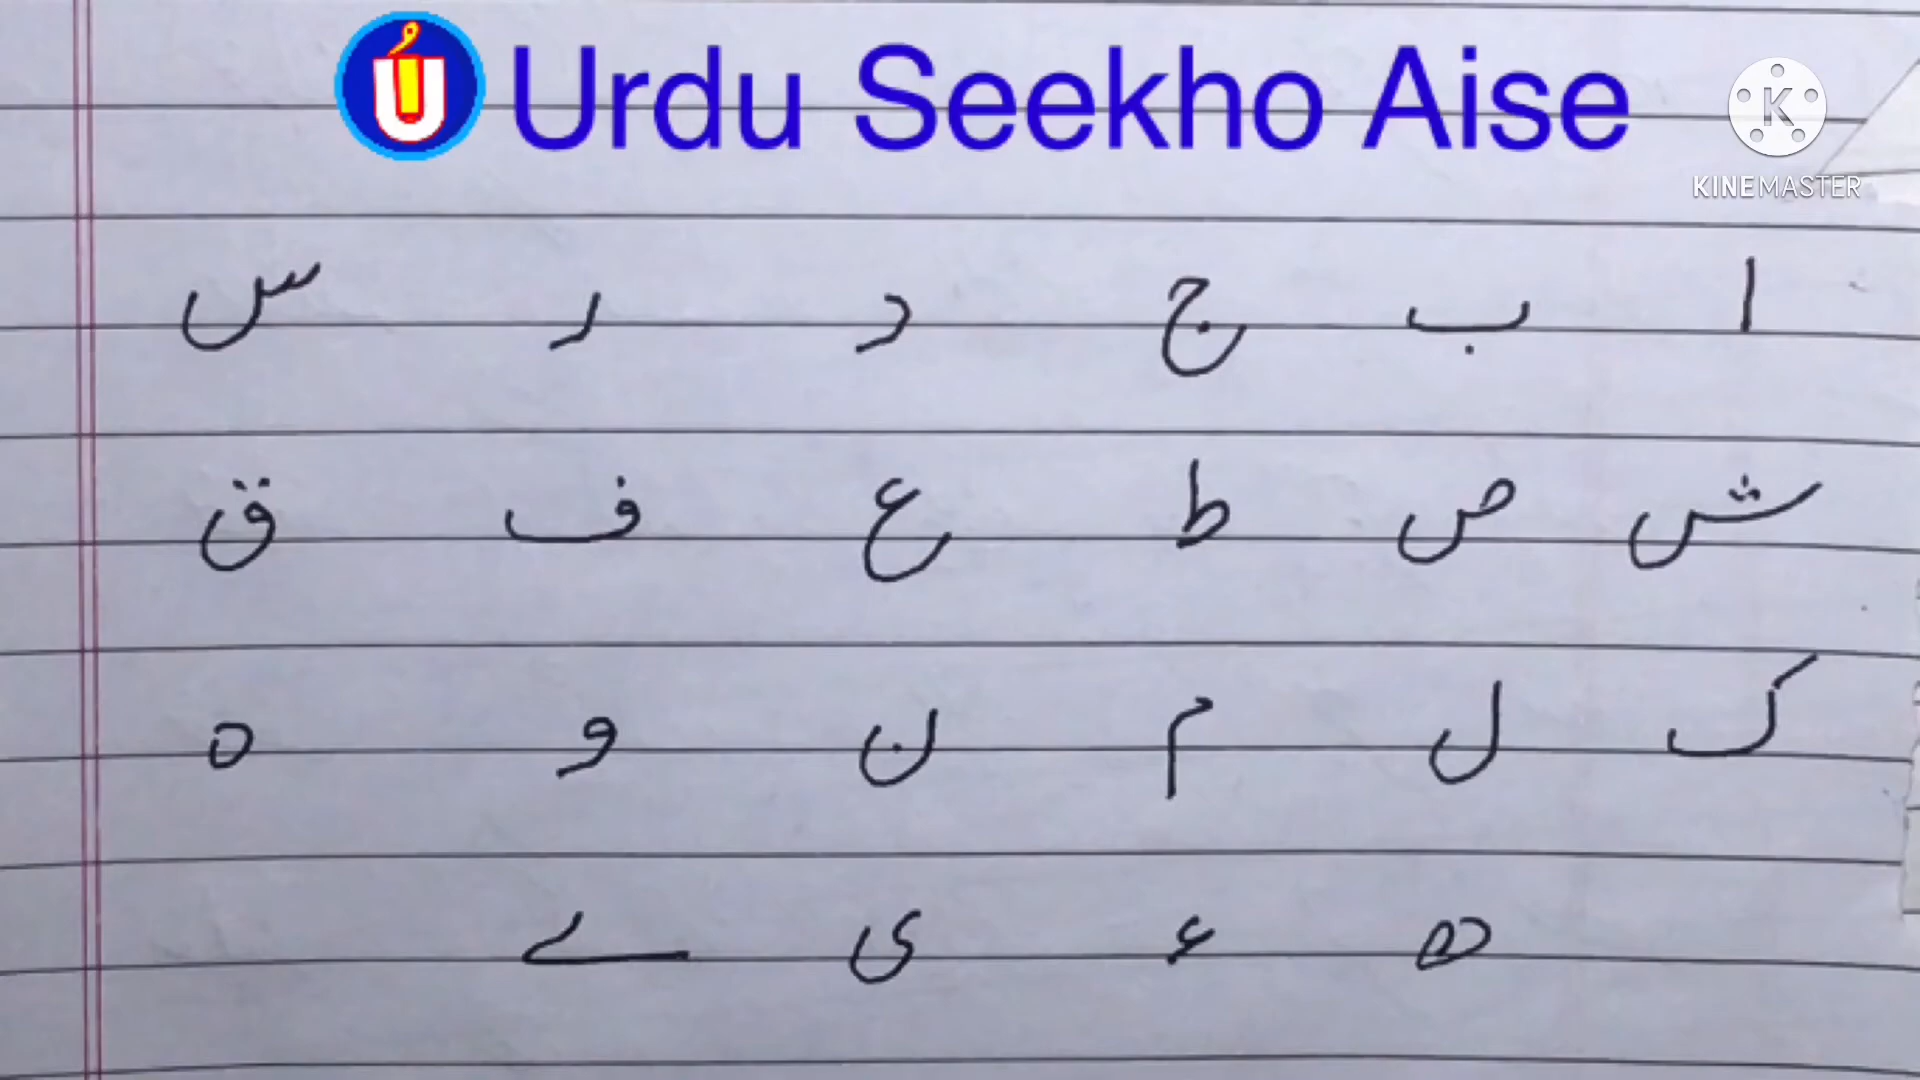 Urdu Seekho Aise
KINEMASTER
ا ب ج د ر س
ش ص ط ع ف ق
ک ل م ن و ہ
ھ ء ی ے